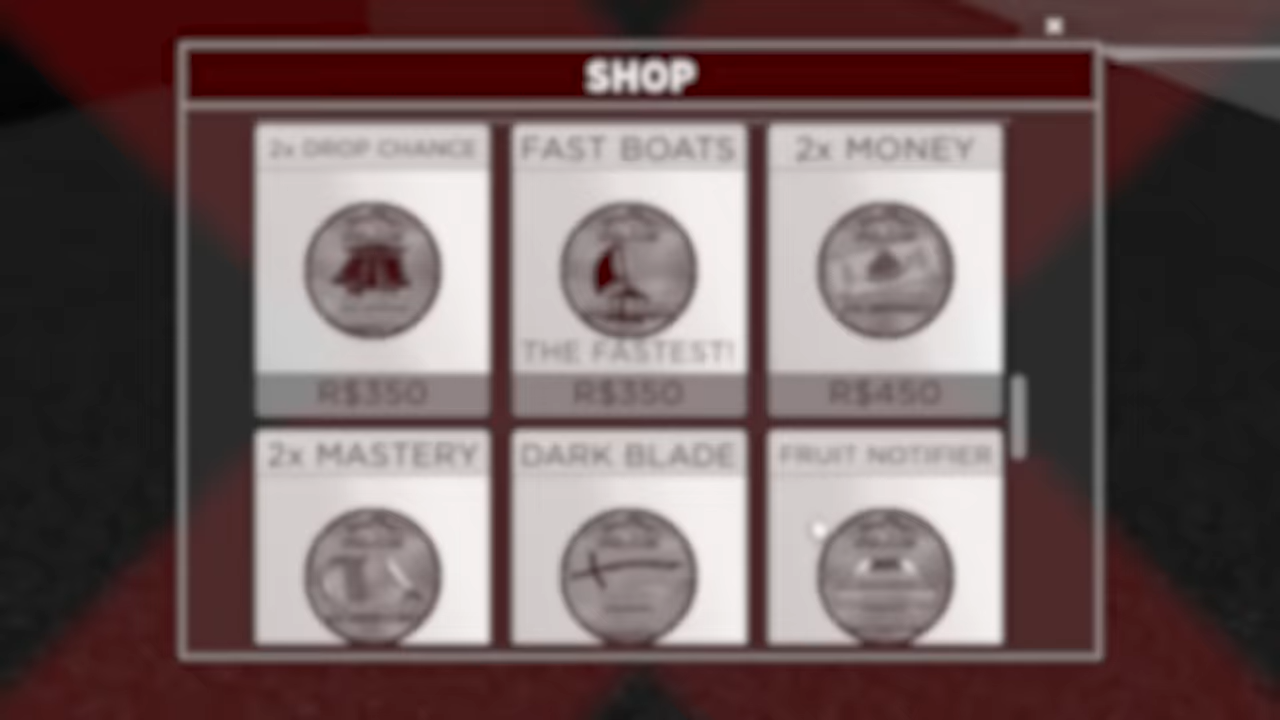 SHOP
2x DROP CHANCE
FAST BOATS
2x MONEY
THE FASTEST!
R$350
R$350
R$450
2x MASTERY
DARK BLADE
FRUIT NOTIFIER